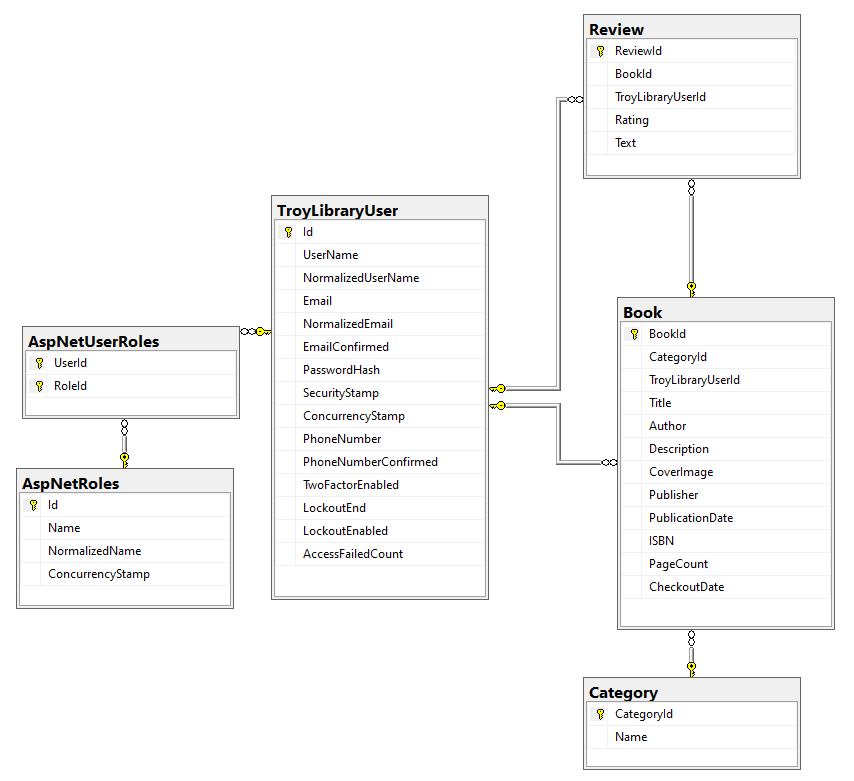 Review
ReviewId
BookId
TroyLibraryUserId
Rating
Text
TroyLibraryUser
Id
UserName
NormalizedUserName
Email
NormalizedEmail
EmailConfirmed
PasswordHash
SecurityStamp
ConcurrencyStamp
PhoneNumber
PhoneNumberConfirmed
TwoFactorEnabled
LockoutEnd
LockoutEnabled
AccessFailedCount
AspNetUserRoles
UserId
RoleId
AspNetRoles
Id
Name
NormalizedName
ConcurrencyStamp
Book
BookId
CategoryId
TroyLibraryUserId
Title
Author
Description
CoverImage
Publisher
PublicationDate
ISBN
PageCount
CheckoutDate
Category
CategoryId
Name